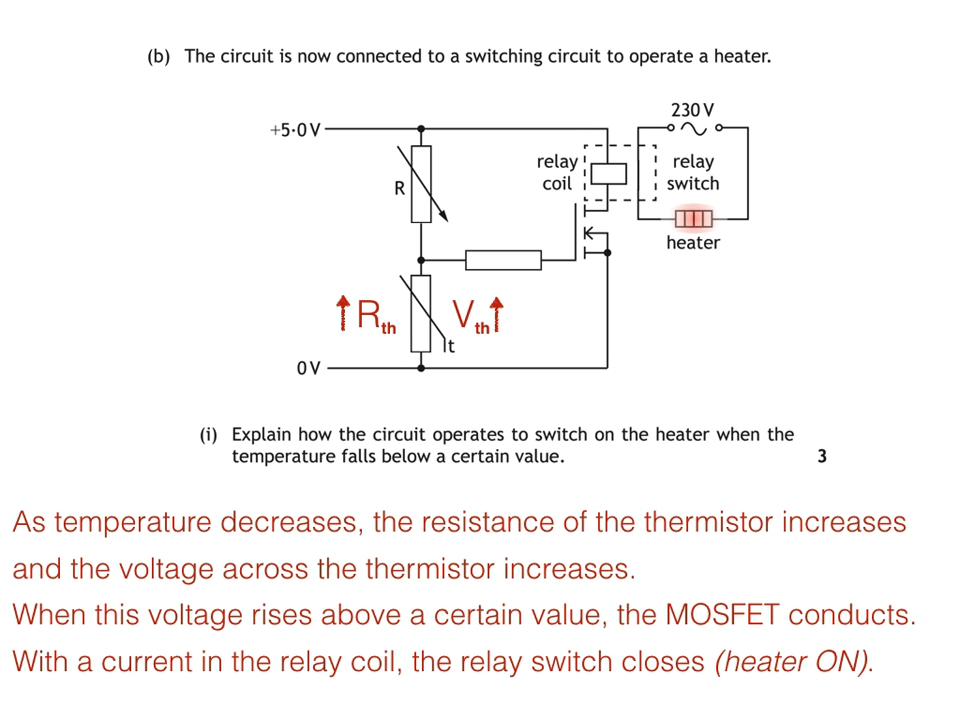 (b) The circuit is now connected to a switching circuit to operate a heater.
230 V
+5·0 V
relay coil
relay switch
R
heater
↑Rth
Vth↑
t
0 V
(i) Explain how the circuit operates to switch on the heater when the
temperature falls below a certain value. 3
As temperature decreases, the resistance of the thermistor increases
and the voltage across the thermistor increases.
When this voltage rises above a certain value, the MOSFET conducts.
With a current in the relay coil, the relay switch closes (heater ON).